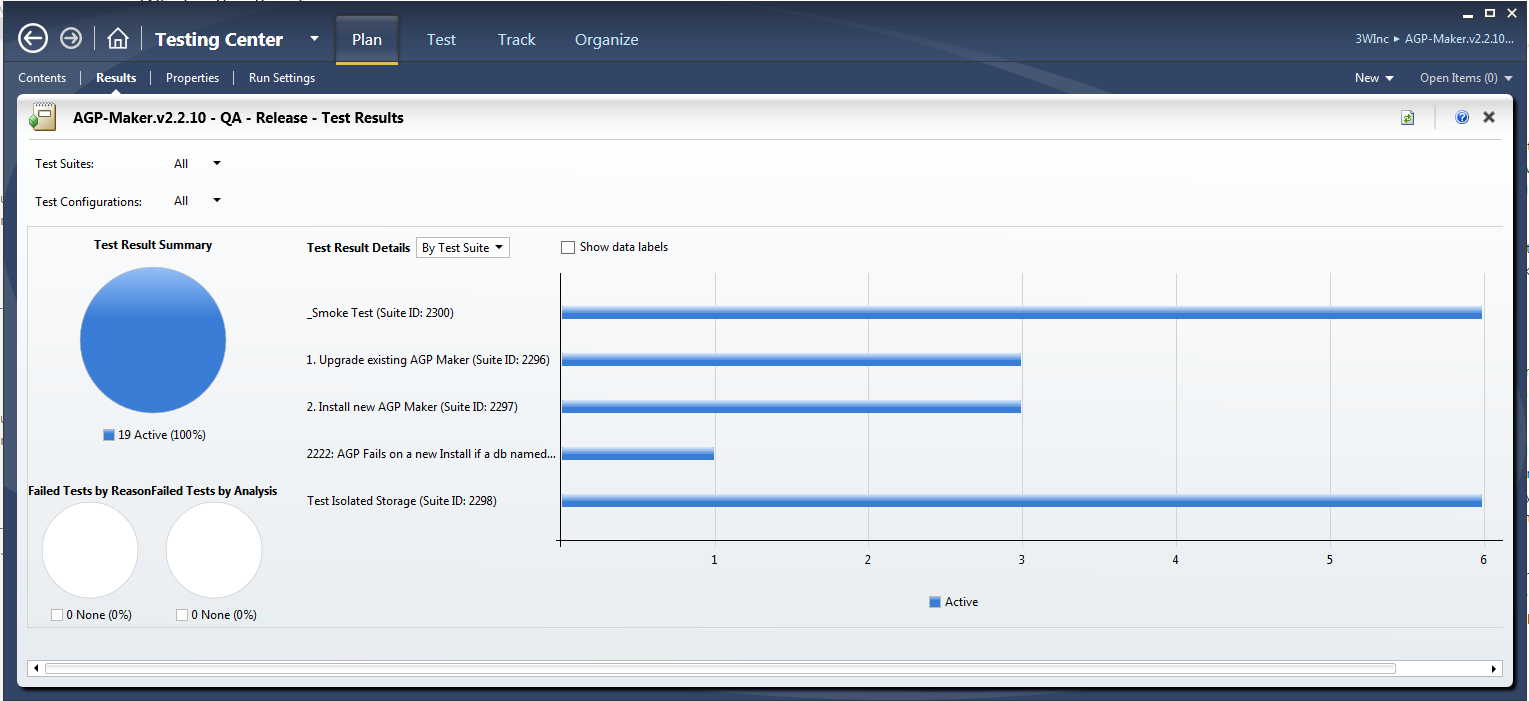 Testing Center Plan Test Track Organize 3WInc ▸ AGP-Maker.v2.2.10...
Contents Results Properties Run Settings New Open Items (0)
AGP-Maker.v2.2.10 - QA - Release - Test Results
Test Suites: All
Test Configurations: All
Test Result Summary
19 Active (100%)
Failed Tests by Reason Failed Tests by Analysis
0 None (0%) 0 None (0%)
Test Result Details By Test Suite Show data labels
_Smoke Test (Suite ID: 2300)
1. Upgrade existing AGP Maker (Suite ID: 2296)
2. Install new AGP Maker (Suite ID: 2297)
2222: AGP Fails on a new Install if a db named...
Test Isolated Storage (Suite ID: 2298)
1 2 3 4 5 6
Active